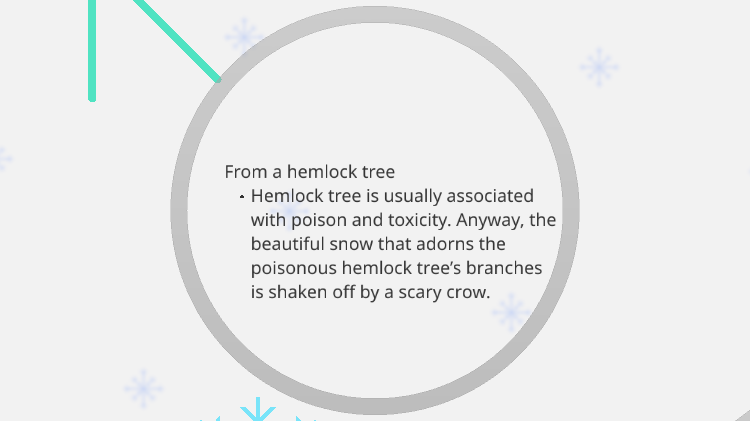 From a hemlock tree
• Hemlock tree is usually associated
with poison and toxicity. Anyway, the
beautiful snow that adorns the
poisonous hemlock tree’s branches
is shaken off by a scary crow.